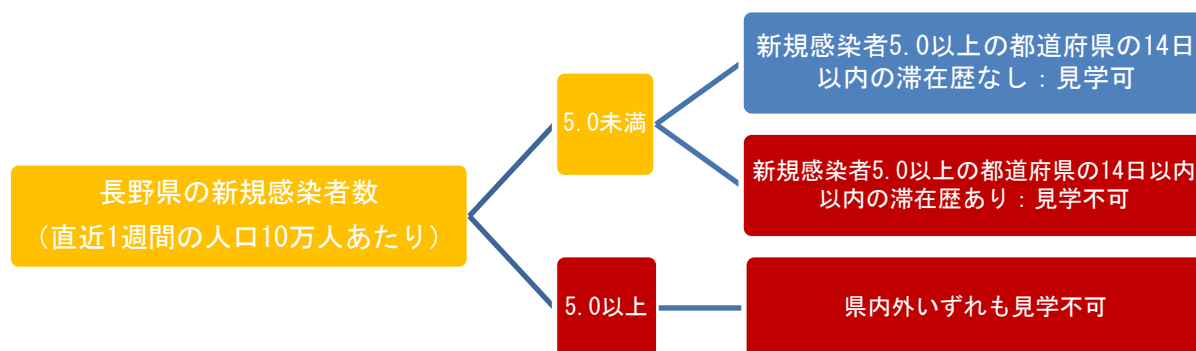 長野県の新規感染者数
（直近1週間の人口10万人あたり）
5.0未満
新規感染者5.0以上の都道府県の14日
以内の滞在歴なし：見学可
新規感染者5.0以上の都道府県の14日以内
以内の滞在歴あり：見学不可
5.0以上
県内外いずれも見学不可